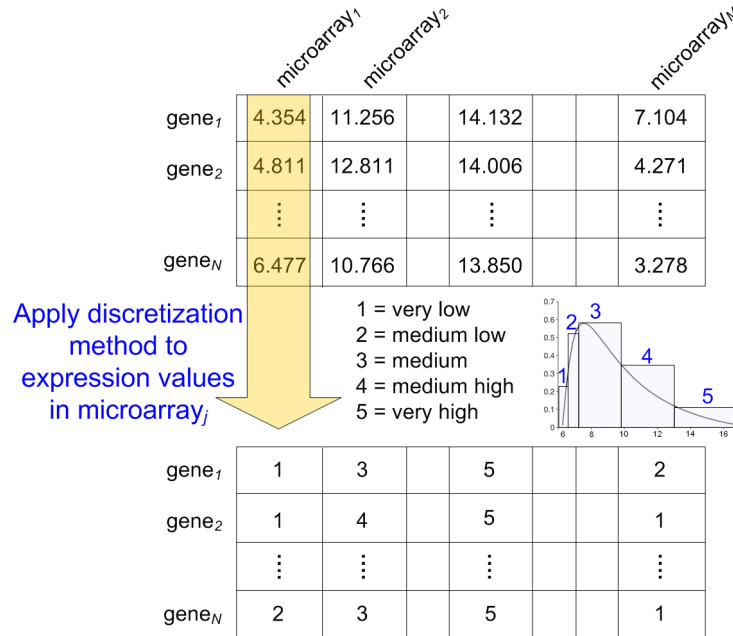 microarray1 microarray2 microarrayM
gene1 4.354 11.256 14.132 7.104
gene2 4.811 12.811 14.006 4.271
⋮ ⋮ ⋮ ⋮
geneN 6.477 10.766 13.850 3.278
Apply discretization
method to
expression values
in microarrayj
1 = very low
2 = medium low
3 = medium
4 = medium high
5 = very high
0.7
0.6
0.5
0.4
0.3
0.2
0.1
0
1 2 3 4 5
6 8 10 12 14 16
gene1 1 3 5 2
gene2 1 4 5 1
⋮ ⋮ ⋮ ⋮
geneN 2 3 5 1